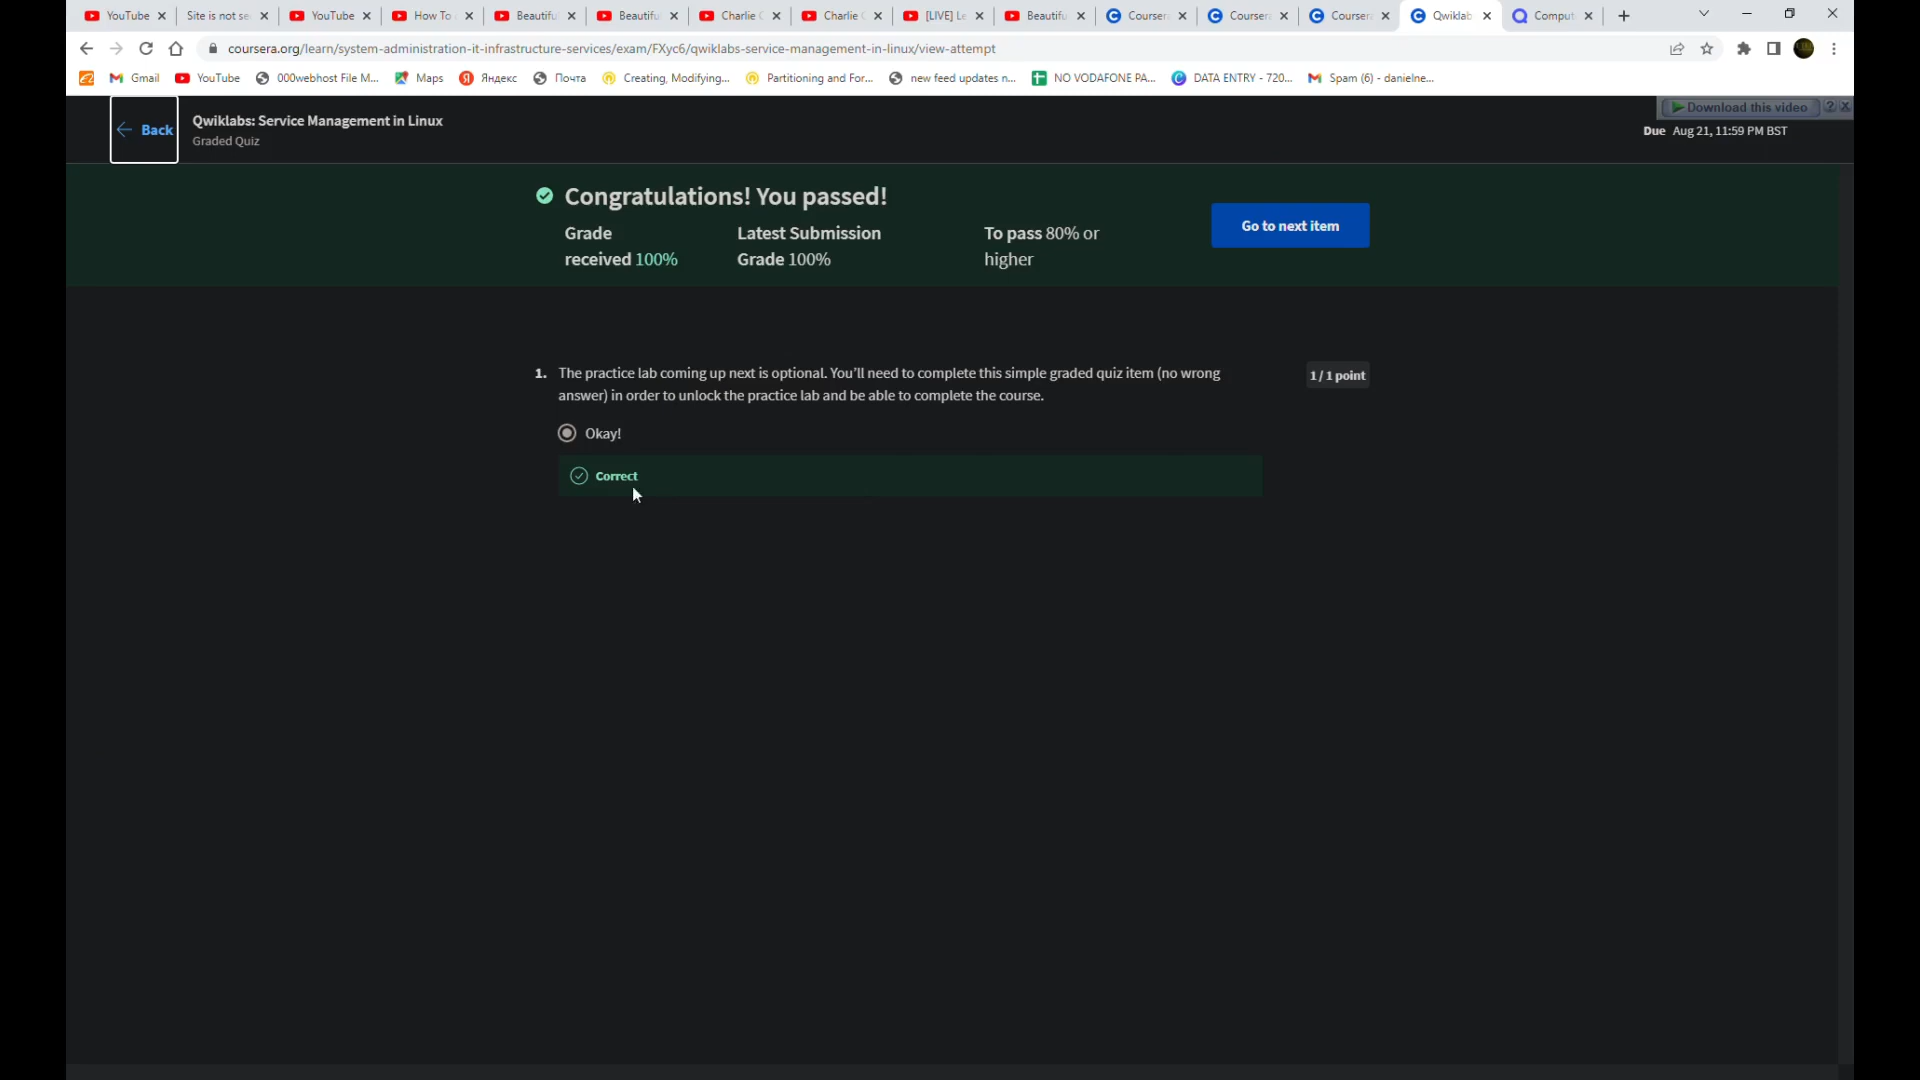 YouTube
Site is not se
YouTube
How To
Beautifu
Beautifu
Charlie C
Charlie C
[LIVE] Le
Beautifu
Coursera
Coursera
Coursera
Qwiklab
Comput
coursera.org/learn/system-administration-it-infrastructure-services/exam/FXyc6/qwiklabs-service-management-in-linux/view-attempt
Gmail
YouTube
000webhost File M...
Maps
Яндекс
Почта
Creating, Modifying...
Partitioning and For...
new feed updates n...
NO VODAFONE PA...
DATA ENTRY - 720...
Spam (6) - danielne...
Download this video
Back
Qwiklabs: Service Management in Linux
Graded Quiz
Due Aug 21, 11:59 PM BST
Congratulations! You passed!
Grade
received 100%
Latest Submission
Grade 100%
To pass 80% or
higher
Go to next item
1. The practice lab coming up next is optional. You’ll need to complete this simple graded quiz item (no wrong
answer) in order to unlock the practice lab and be able to complete the course.
1 / 1 point
Okay!
Correct